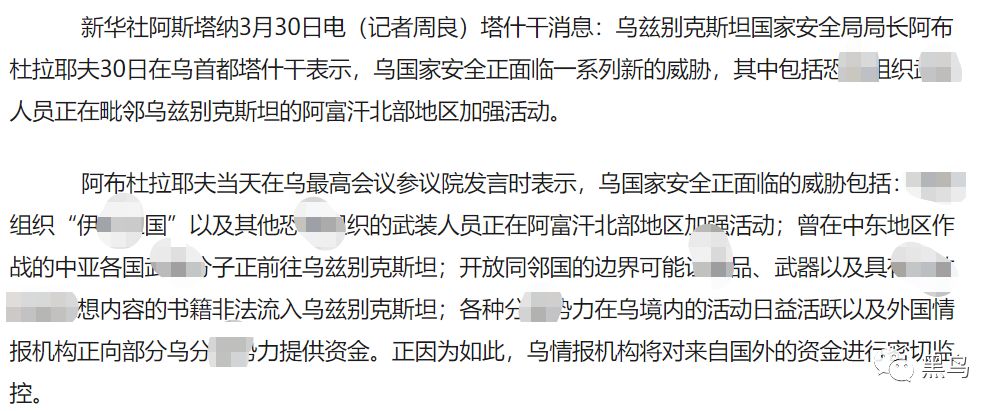 新华社阿斯塔纳3月30日电（记者周良）塔什干消息：乌兹别克斯坦国家安全局局长阿布
杜拉耶夫30日在乌首都塔什干表示，乌国家安全正面临一系列新的威胁，其中包括恐组织武
人员正在毗邻乌兹别克斯坦的阿富汗北部地区加强活动。
阿布杜拉耶夫当天在乌最高会议参议院发言时表示，乌国家安全正面临的威胁包括：
组织“伊国”以及其他恐织的武装人员正在阿富汗北部地区加强活动；曾在中东地区作
战的中亚各国武分子正前往乌兹别克斯坦；开放同邻国的边界可能品、武器以及具
想内容的书籍非法流入乌兹别克斯坦；各种分势力在乌境内的活动日益活跃以及外国情
报机构正向部分乌分势力提供资金。正因为如此，乌情报机构将对来自国外的资金进行密切监
控。
黑鸟